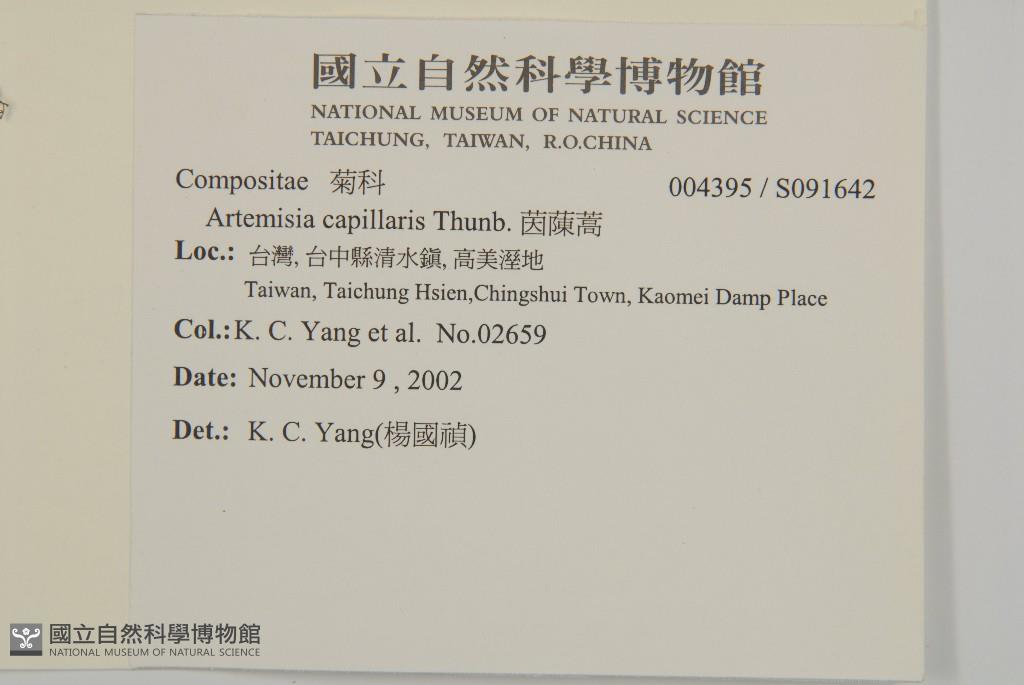 國立自然科學博物館
NATIONAL MUSEUM OF NATURAL SCIENCE
TAICHUNG, TAIWAN, R.O.CHINA
Compositae 菊科 004395 / S091642
Artemisia capillaris Thunb. 茵蔯蒿
Loc.: 台灣, 台中縣清水鎮, 高美溼地
Taiwan, Taichung Hsien,Chingshui Town, Kaomei Damp Place
Col.:K. C. Yang et al. No.02659
Date: November 9 , 2002
Det.: K. C. Yang(楊國禎)
國立自然科學博物館
NATIONAL MUSEUM OF NATURAL SCIENCE